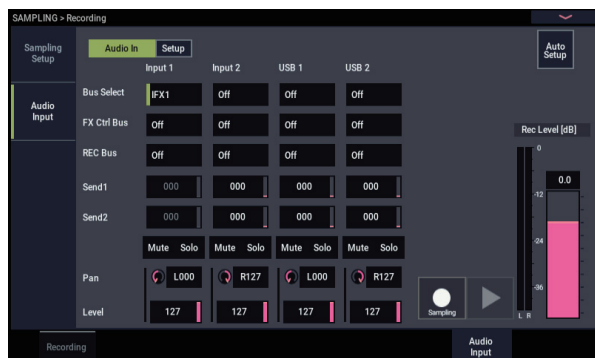 SAMPLING > Recording
Sampling Setup
Audio Input
Audio In Setup
Auto Setup
Input 1 Input 2 USB 1 USB 2
Bus Select IFX1 Off Off Off
FX Ctrl Bus Off Off Off Off
REC Bus Off Off Off Off
Send1 000 000 000 000
Send2 000 000 000 000
Mute Solo Mute Solo Mute Solo Mute Solo
Pan L000 R127 L000 R127
Level 127 127 127 127
Sampling
Rec Level [dB]
0
-12
-24
-36
L R
0.0
Recording
Audio Input